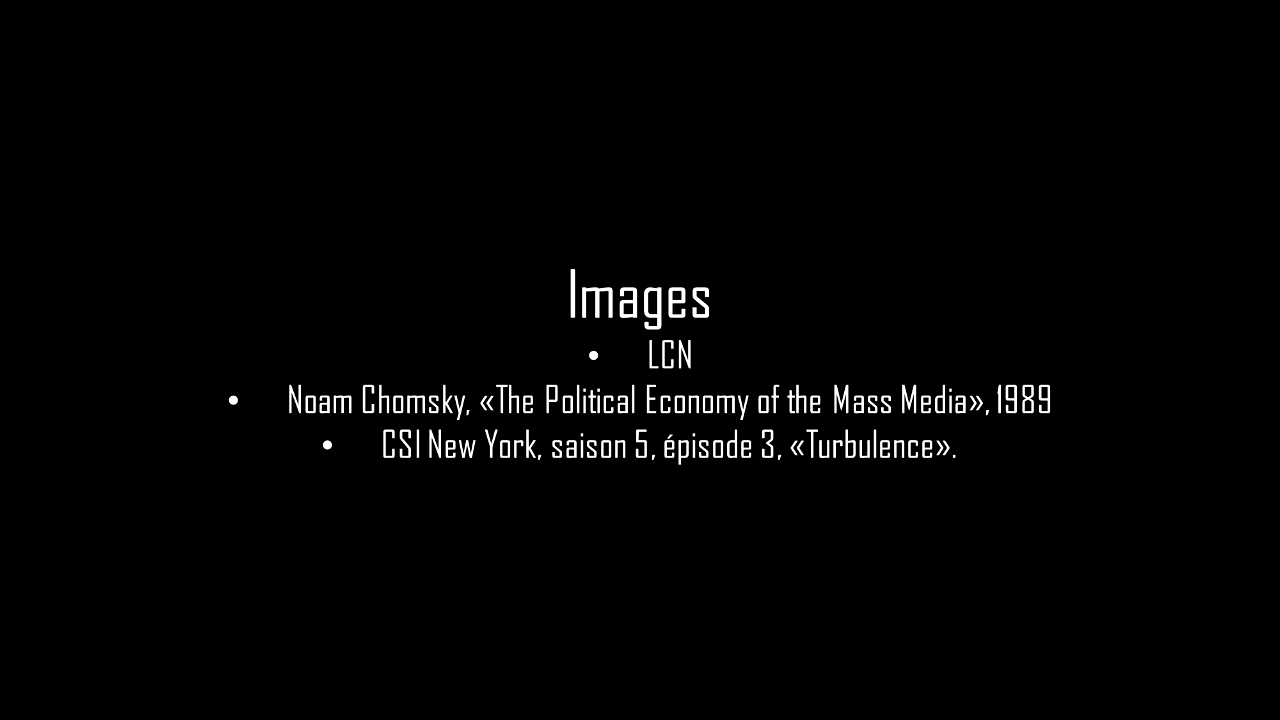 Images
• LCN
• Noam Chomsky, «The Political Economy of the Mass Media», 1989
• CSI New York, saison 5, épisode 3, «Turbulence».